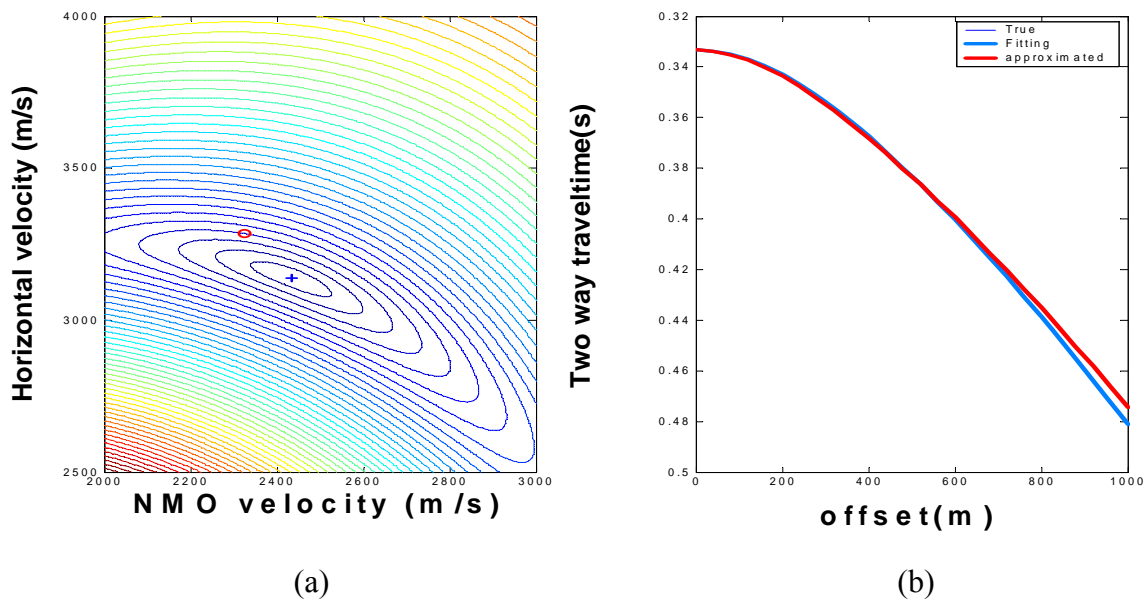 Horizontal velocity (m/s)
4000
3500
3000
2500
2000 2200 2400 2600 2800 3000
NMO velocity (m/s)
(a)
Two way traveltime(s)
0.32
0.34
0.36
0.38
0.4
0.42
0.44
0.46
0.48
0.5
0 200 400 600 800 1000
offset(m)
True
Fitting
approximated
(b)